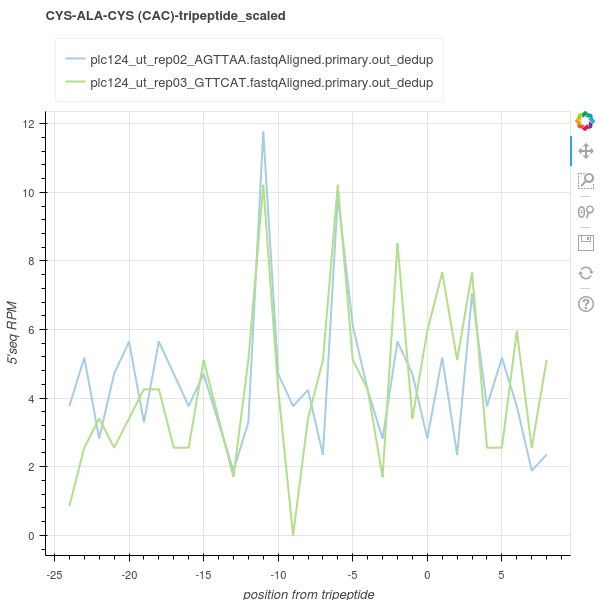 CYS-ALA-CYS (CAC)-tripeptide_scaled
plc124_ut_rep02_AGTTAA.fastqAligned.primary.out_dedup
plc124_ut_rep03_GTTCAT.fastqAligned.primary.out_dedup
12
10
8
6
4
2
0
5'seq RPM
-25
-20
-15
-10
-5
0
5
position from tripeptide